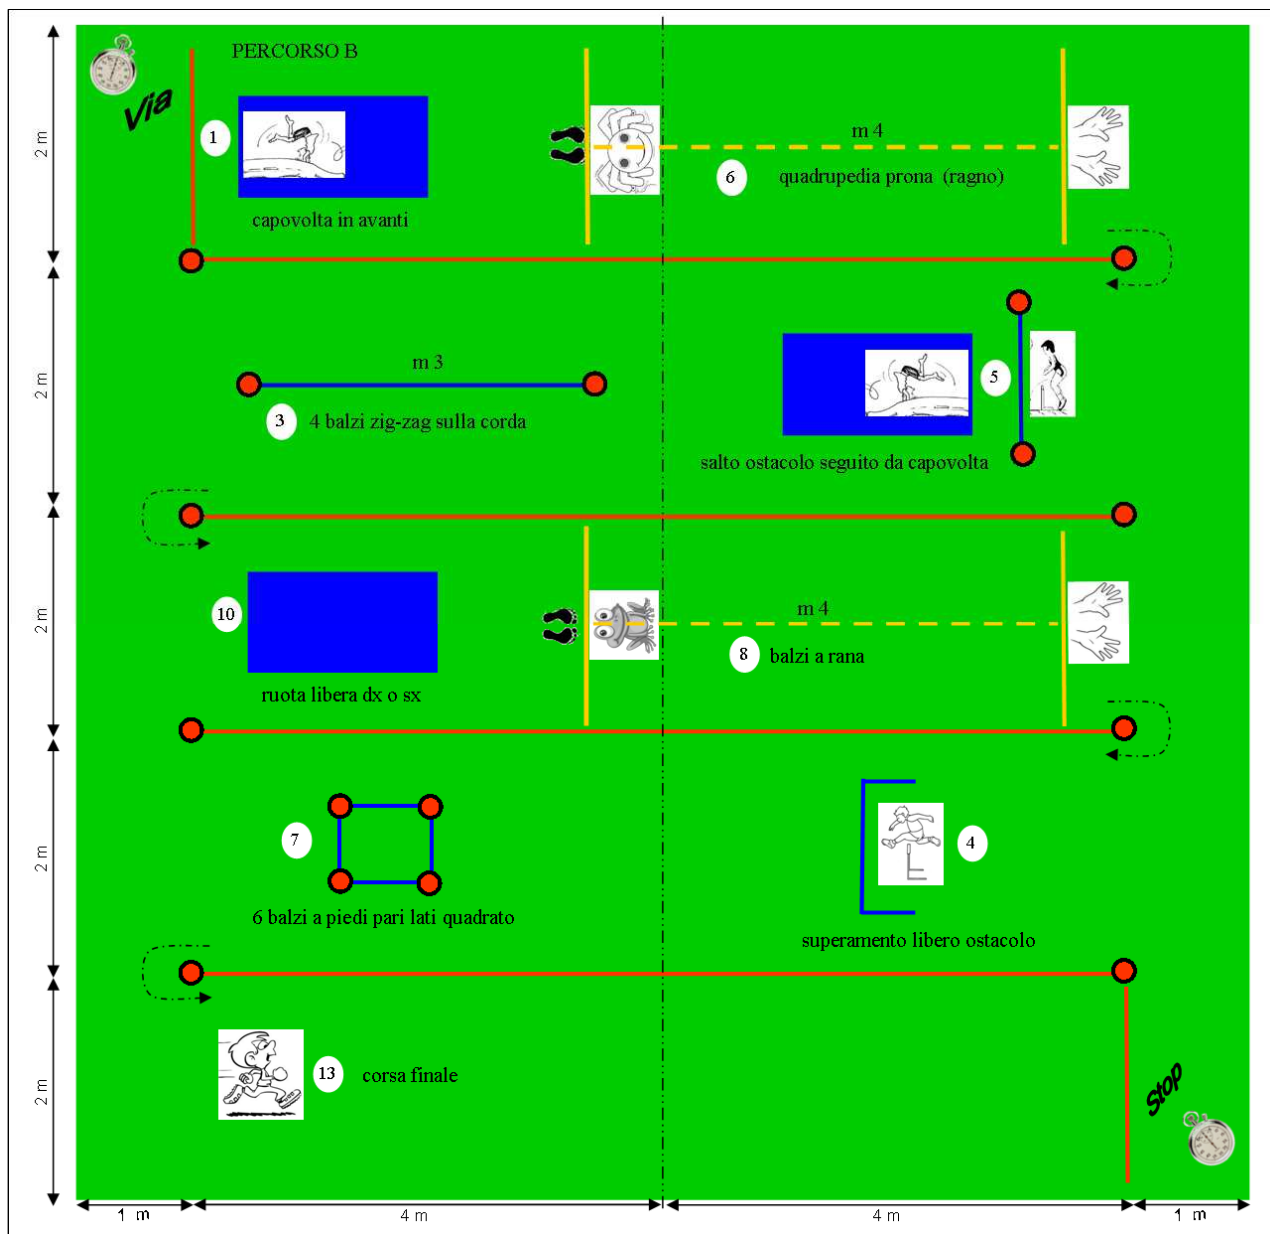 PERCORSO B
Via
1
capovolta in avanti
m 4
6
quadrupedia prona (ragno)
2 m
m 3
3
4 balzi zig-zag sulla corda
5
salto ostacolo seguito da capovolta
2 m
10
ruota libera dx o sx
m 4
8
balzi a rana
2 m
7
6 balzi a piedi pari lati quadrato
4
superamento libero ostacolo
2 m
13
corsa finale
Stop
2 m
1 m
4 m
4 m
1 m